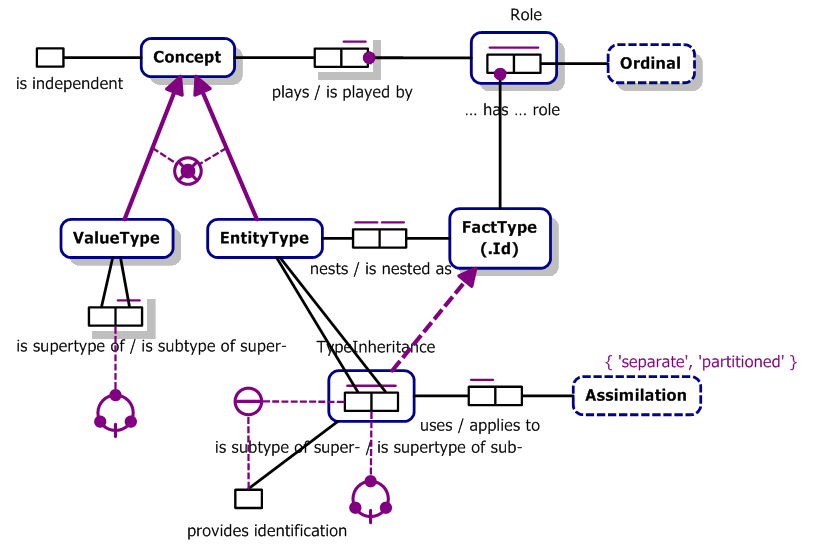 Role
Concept
Ordinal
is independent
plays / is played by
... has ... role
ValueType
EntityType
FactType
(.Id)
nests / is nested as
is supertype of / is subtype of super-
TypeInheritance
{ 'separate', 'partitioned' }
Assimilation
uses / applies to
is subtype of super- / is supertype of sub-
provides identification